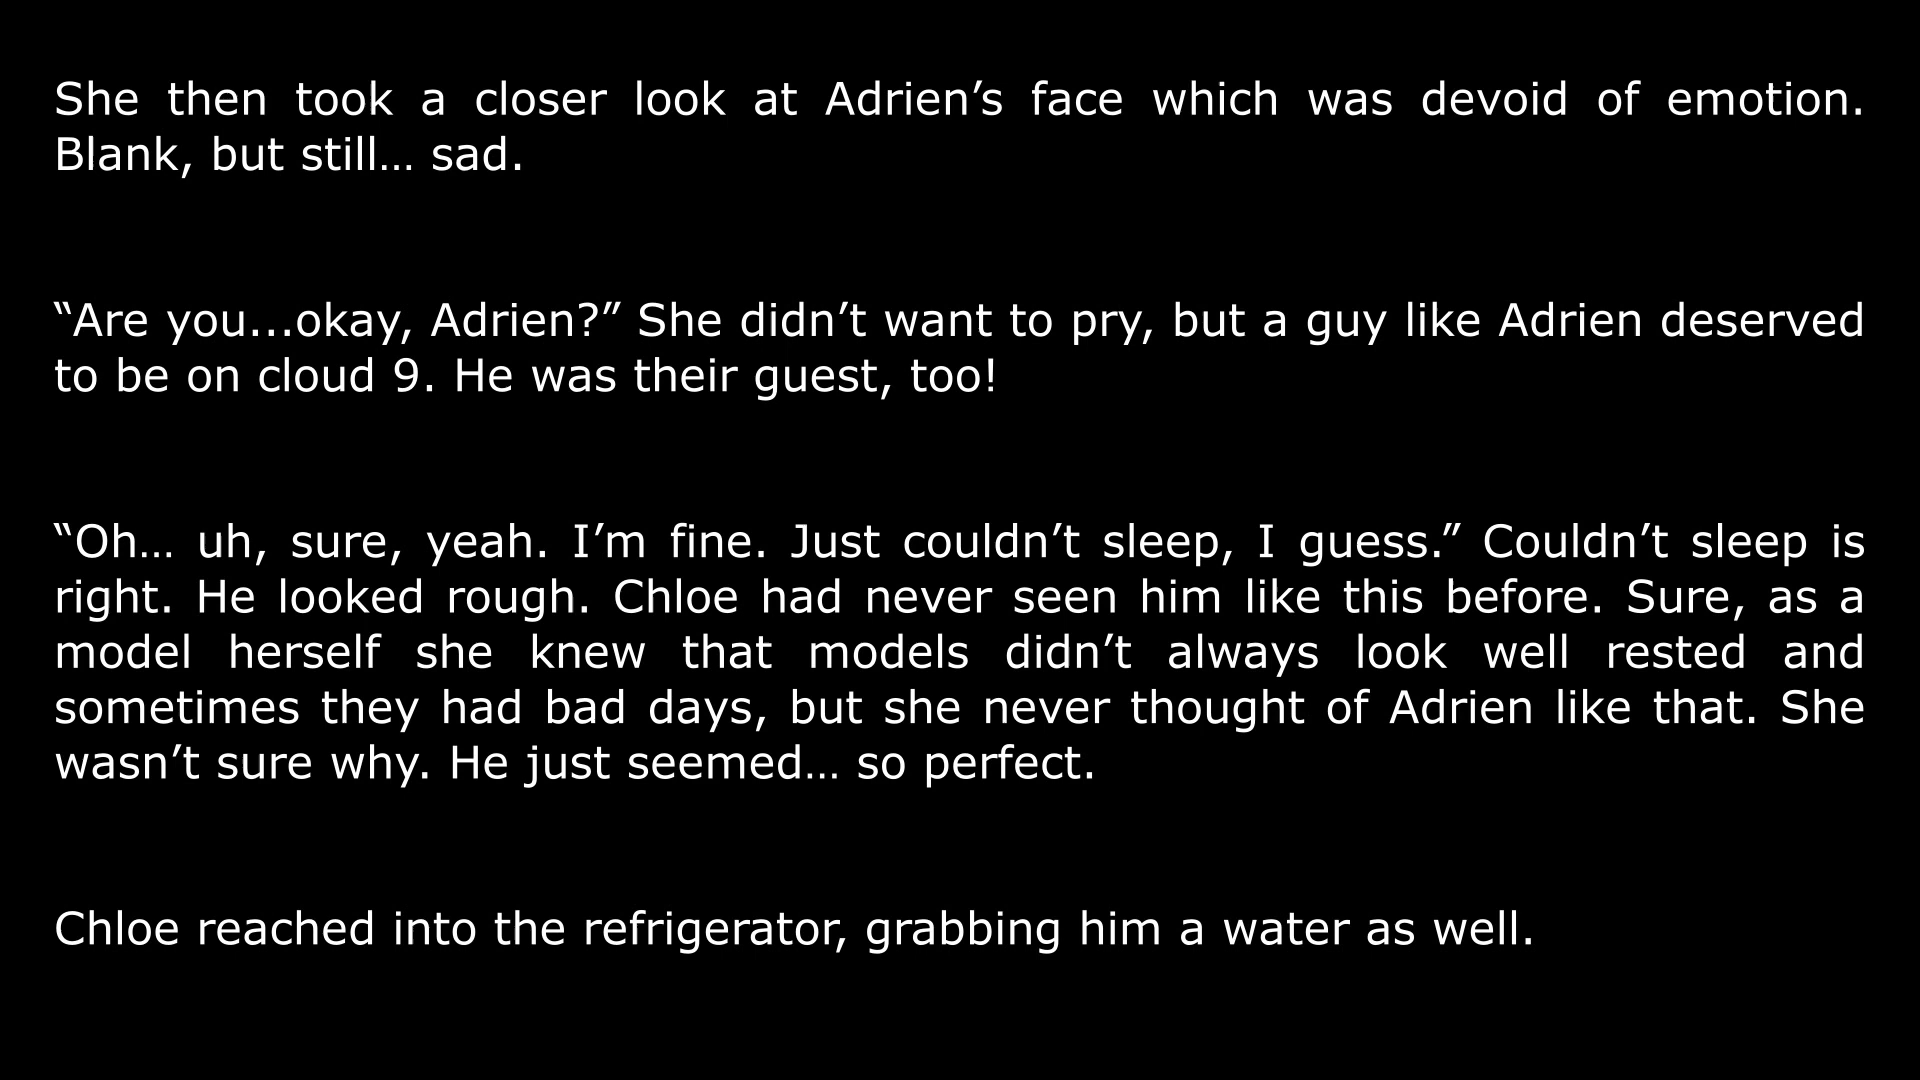 She then took a closer look at Adrien’s face which was devoid of emotion.
Blank, but still… sad.
“Are you...okay, Adrien?” She didn’t want to pry, but a guy like Adrien deserved
to be on cloud 9. He was their guest, too!
“Oh… uh, sure, yeah. I’m fine. Just couldn’t sleep, I guess.” Couldn’t sleep is
right. He looked rough. Chloe had never seen him like this before. Sure, as a
model herself she knew that models didn’t always look well rested and
sometimes they had bad days, but she never thought of Adrien like that. She
wasn’t sure why. He just seemed… so perfect.
Chloe reached into the refrigerator, grabbing him a water as well.